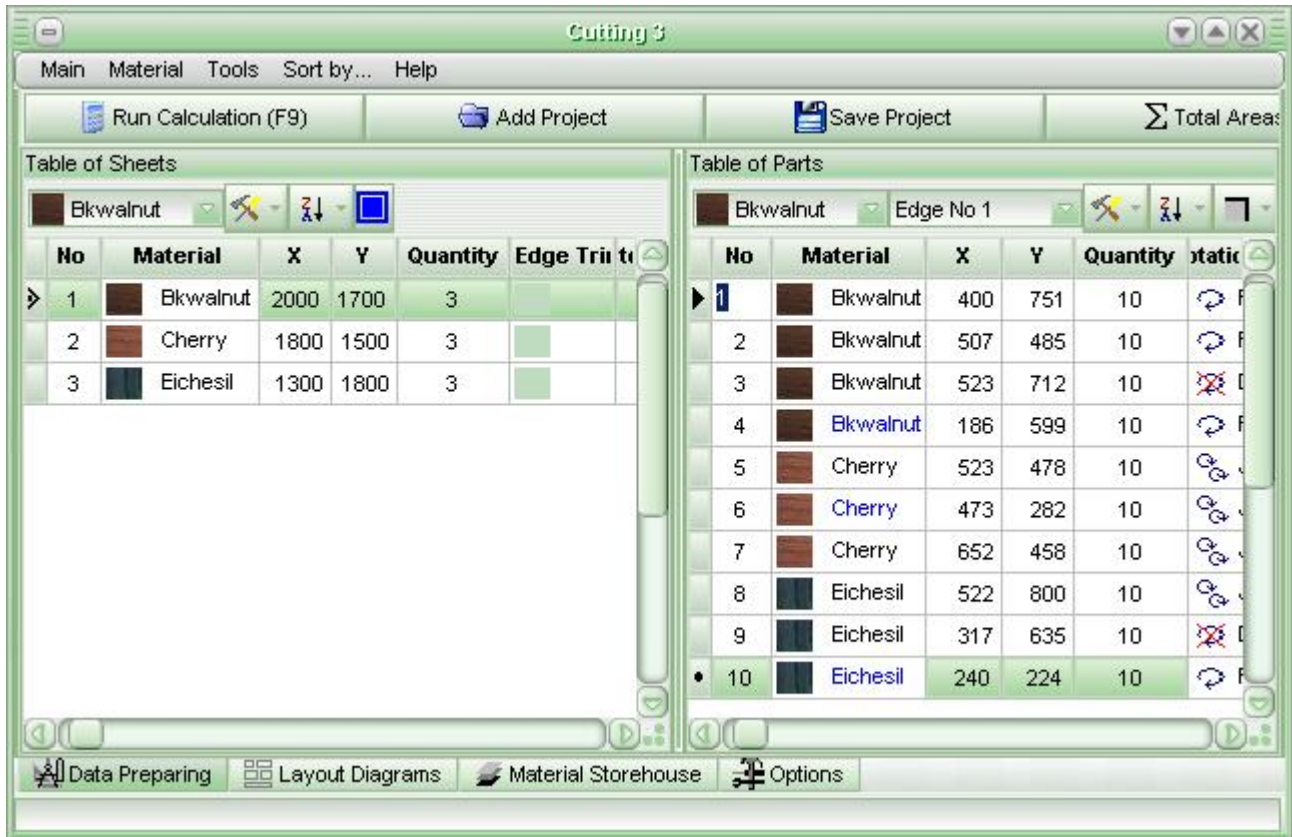 Cutting 3
Main Material Tools Sort by... Help
Run Calculation (F9) Add Project Save Project Σ Total Areas
Table of Sheets
Bkwalnut
No Material X Y Quantity Edge Tri
1 Bkwalnut 2000 1700 3
2 Cherry 1800 1500 3
3 Eichesil 1300 1800 3
Table of Parts
Bkwalnut Edge No 1
No Material X Y Quantity otatic
1 Bkwalnut 400 751 10 F
2 Bkwalnut 507 485 10 F
3 Bkwalnut 523 712 10 D
4 Bkwalnut 186 599 10 F
5 Cherry 523 478 10
6 Cherry 473 282 10
7 Cherry 652 458 10
8 Eichesil 522 800 10
9 Eichesil 317 635 10 D
10 Eichesil 240 224 10 F
Data Preparing Layout Diagrams Material Storehouse Options